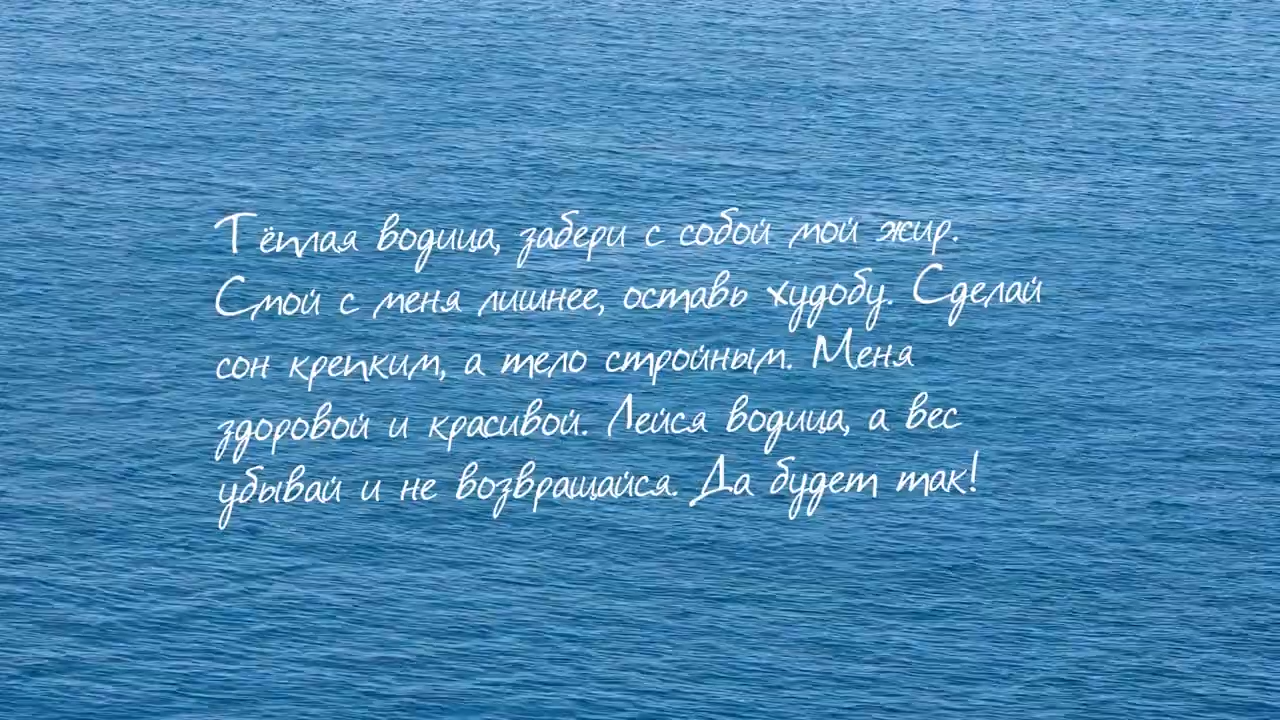 Тёплая водица, забери с собой мой жир.
Смой с меня лишнее, оставь худобу. Сделай
сон крепким, а тело стройным. Меня
здоровой и красивой. Лейся водица, а вес
убывай и не возвращайся. Да будет так!